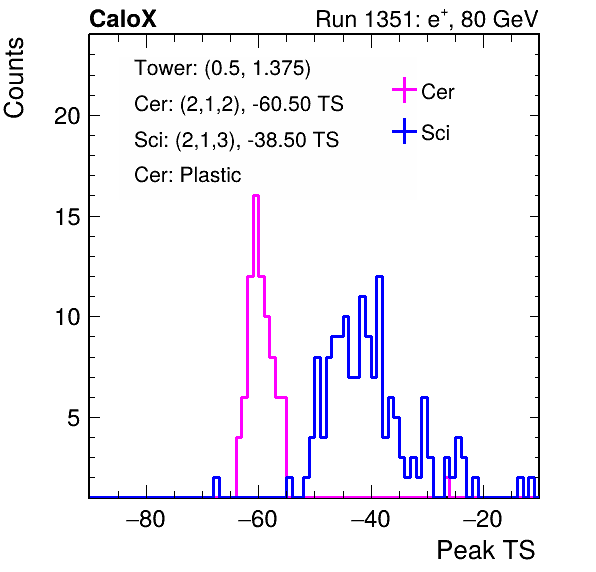 CaloX Run 1351: e⁺, 80 GeV
Counts
Tower: (0.5, 1.375)
Cer: (2,1,2), -60.50 TS
Sci: (2,1,3), -38.50 TS
Cer: Plastic
Cer
Sci
20
15
10
5
−80 −60 −40 −20
Peak TS